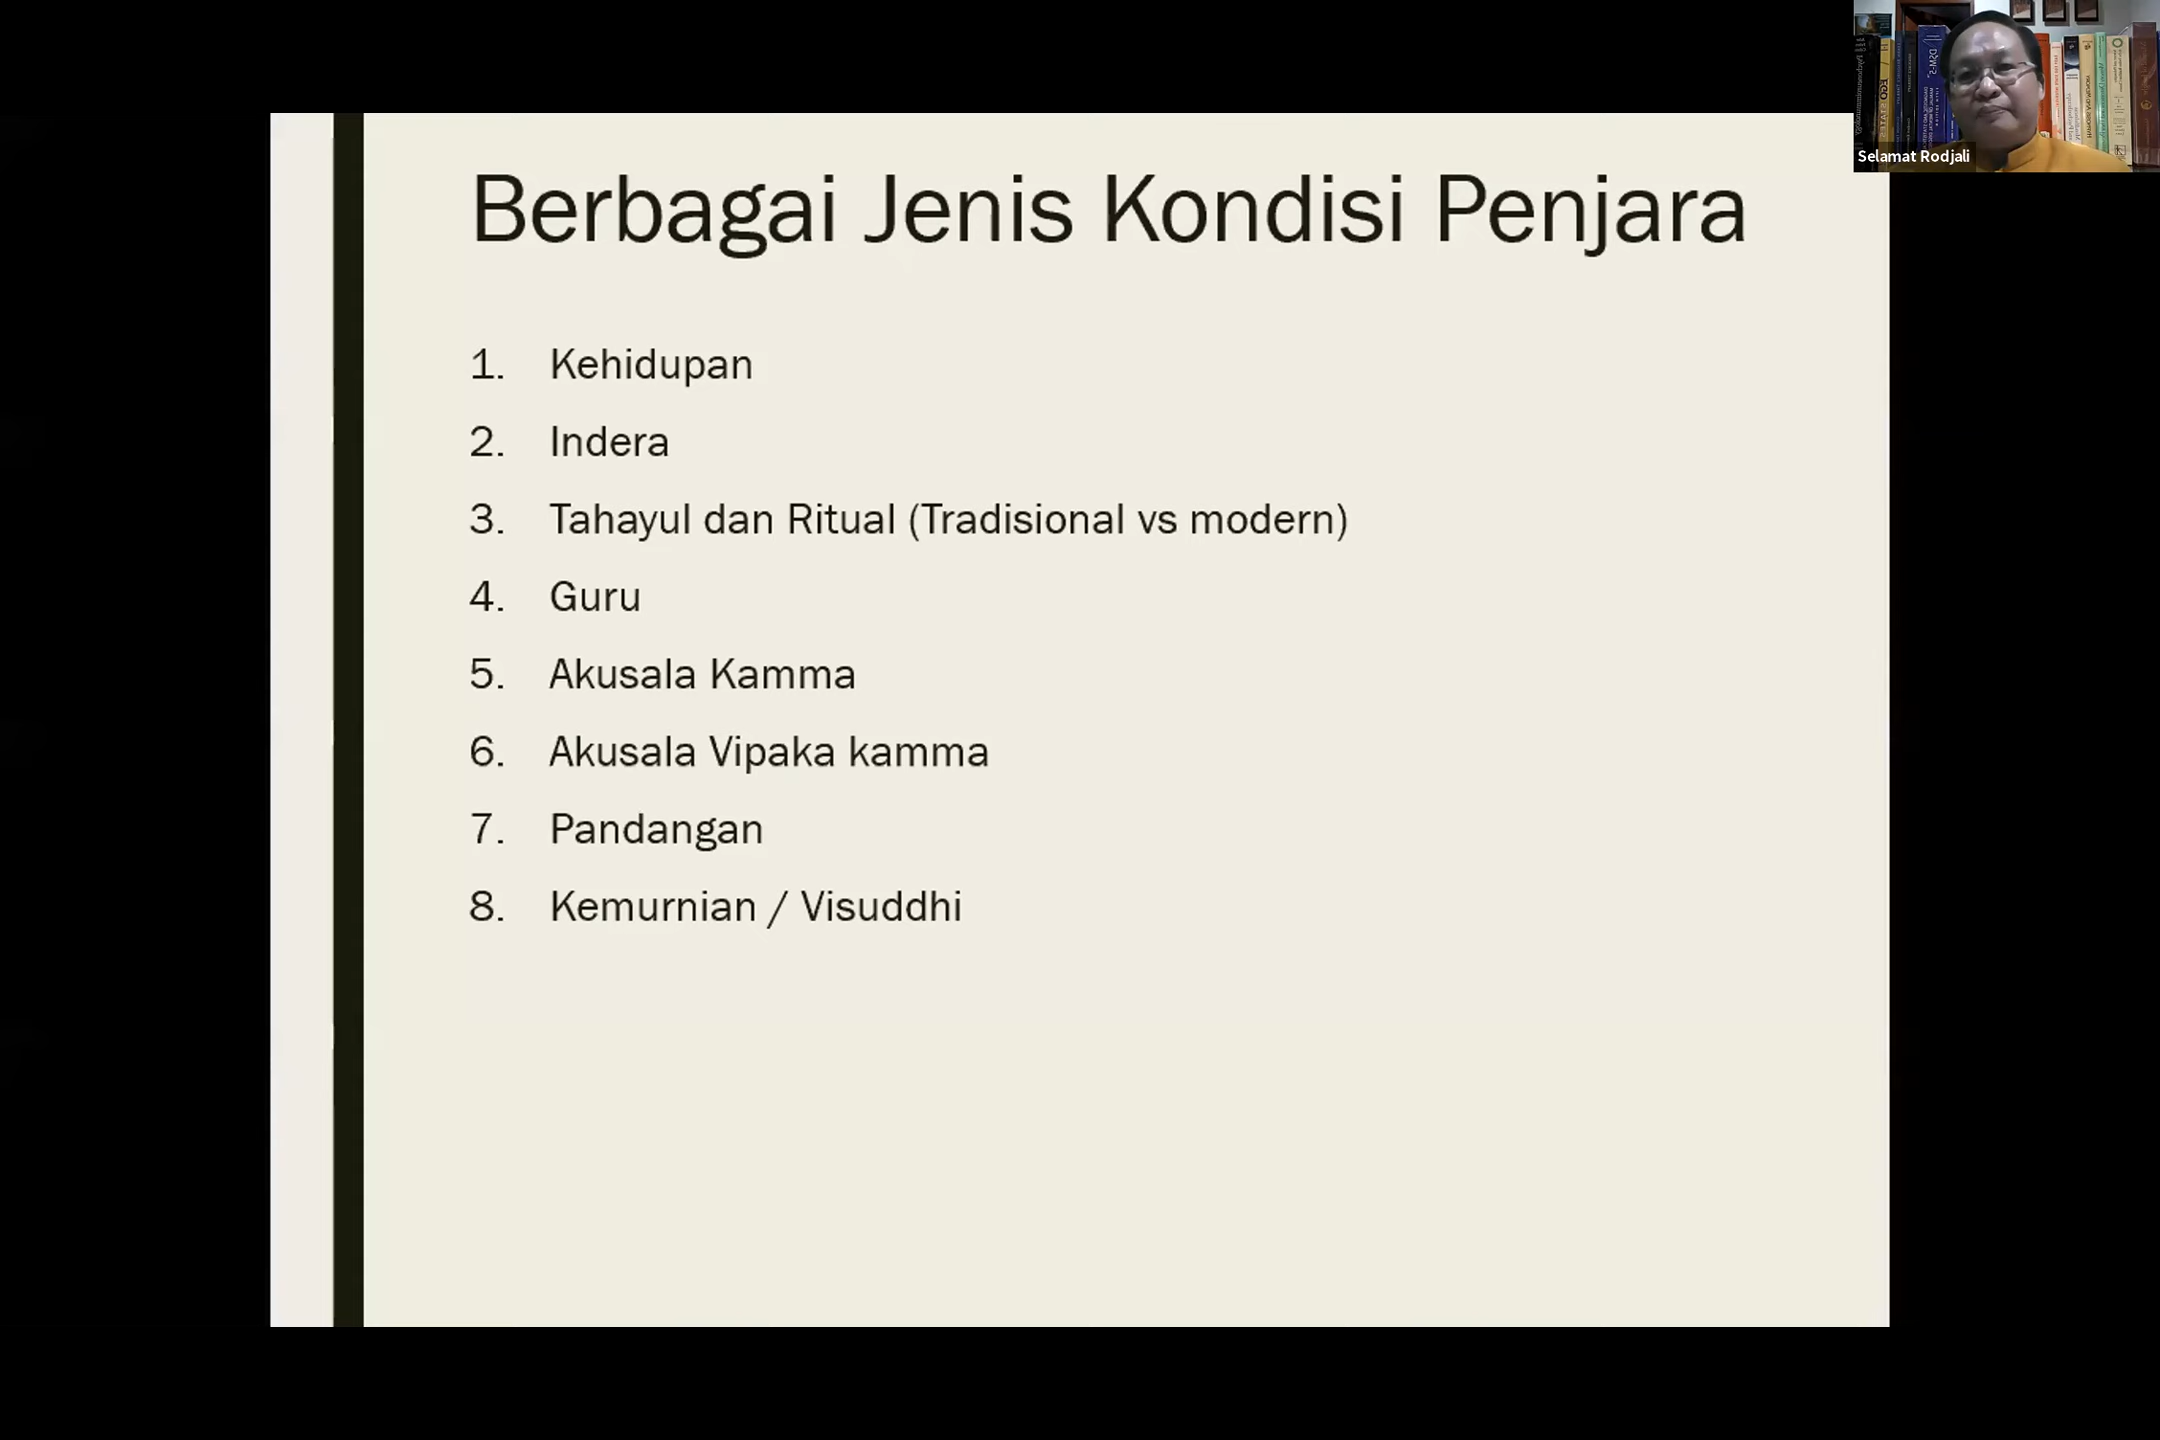 Berbagai Jenis Kondisi Penjara
1. Kehidupan
2. Indera
3. Tahayul dan Ritual (Tradisional vs modern)
4. Guru
5. Akusala Kamma
6. Akusala Vipaka kamma
7. Pandangan
8. Kemurnian / Visuddhi
Selamat Rodjali